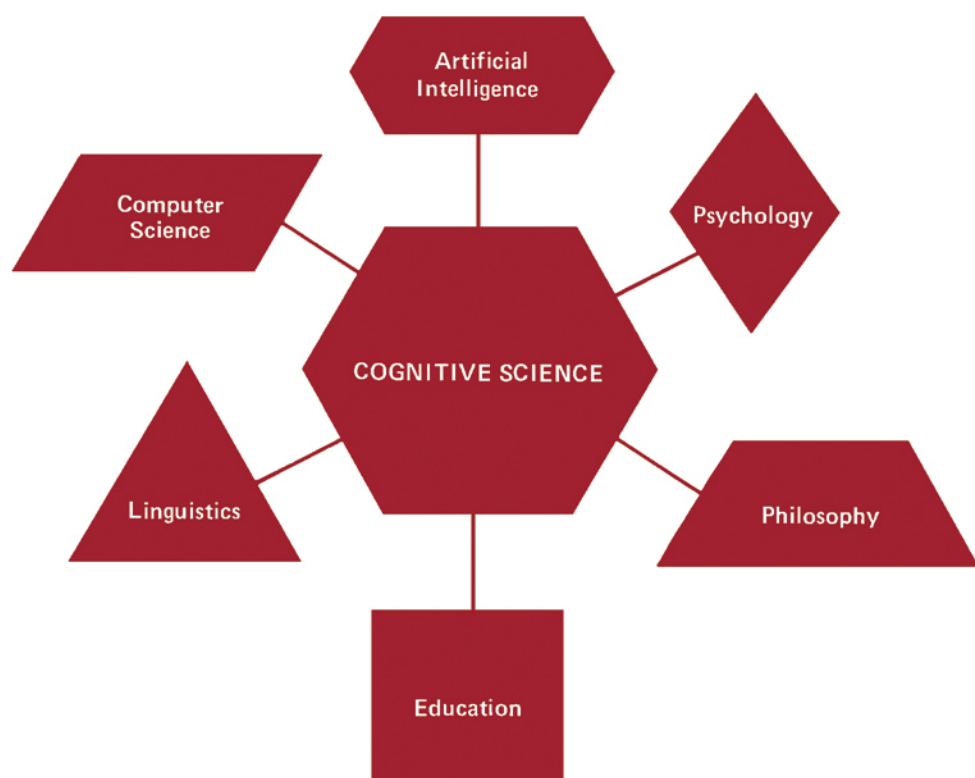 Artificial
Intelligence
Computer
Science
Psychology
COGNITIVE SCIENCE
Linguistics
Philosophy
Education